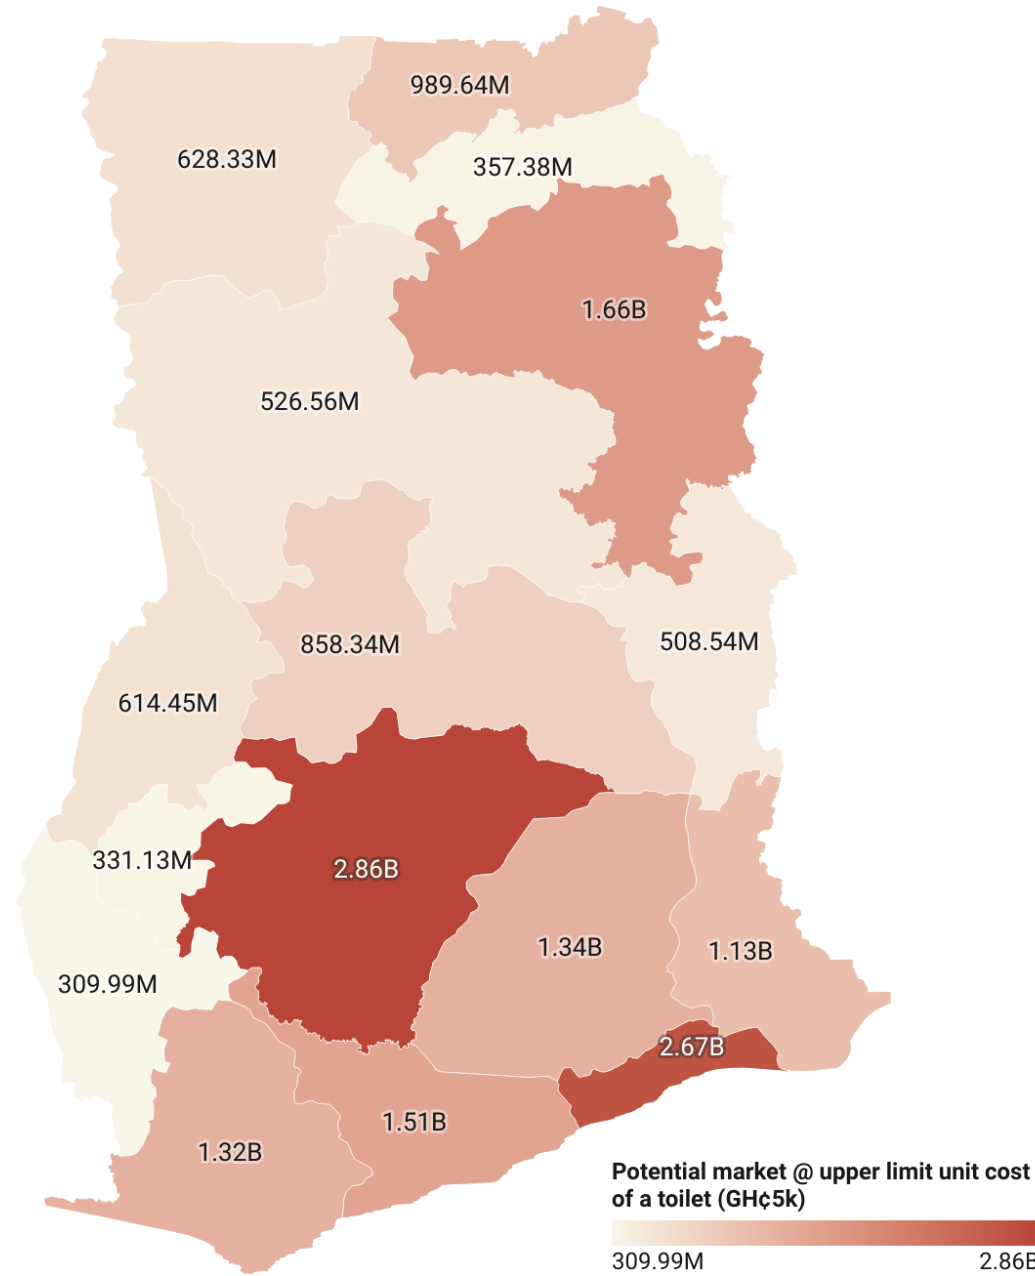 989.64M
628.33M
357.38M
1.66B
526.56M
858.34M
508.54M
614.45M
331.13M
2.86B
1.34B
1.13B
309.99M
2.67B
1.51B
1.32B
Potential market @ upper limit unit cost
of a toilet (GH¢5k)
309.99M 2.86B